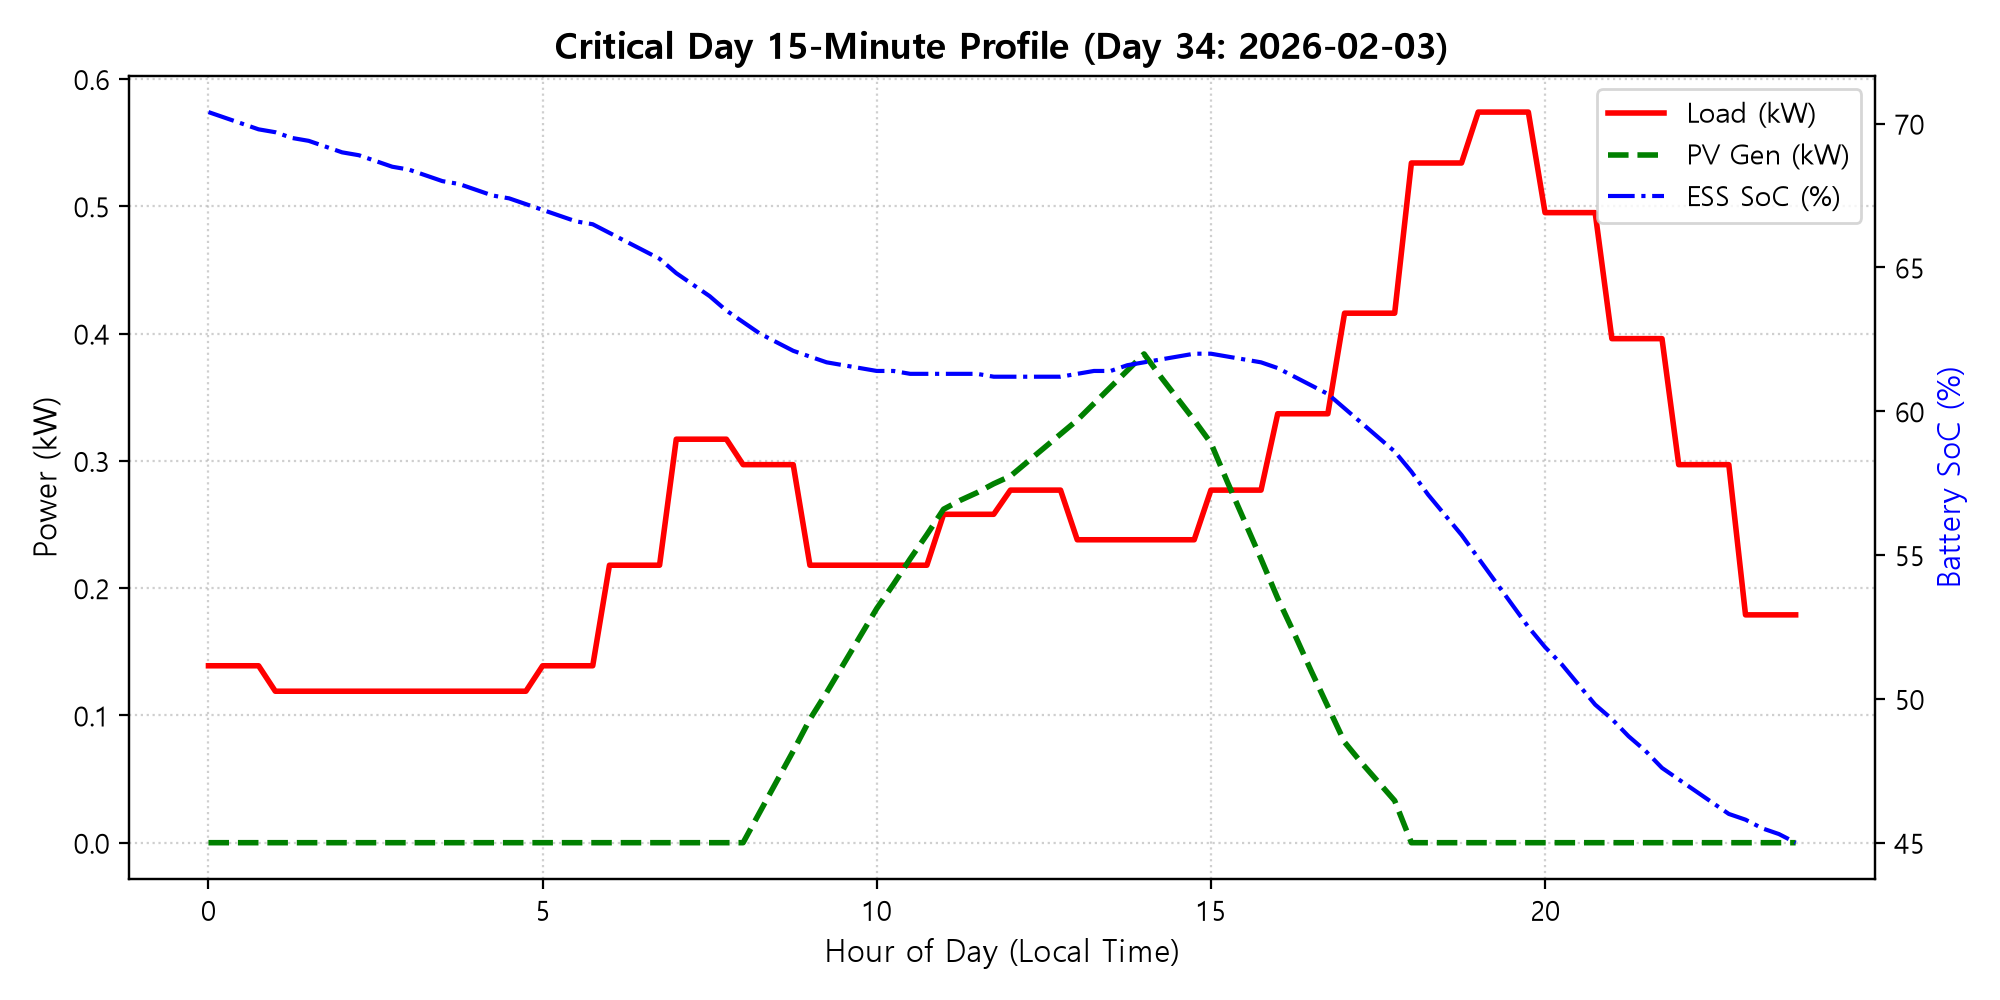 Critical Day 15-Minute Profile (Day 34: 2026-02-03)
Load (kW)
PV Gen (kW)
ESS SoC (%)
Power (kW)
0.6
0.5
0.4
0.3
0.2
0.1
0.0
70
65
60
55
50
45
Battery SoC (%)
0 5 10 15 20
Hour of Day (Local Time)